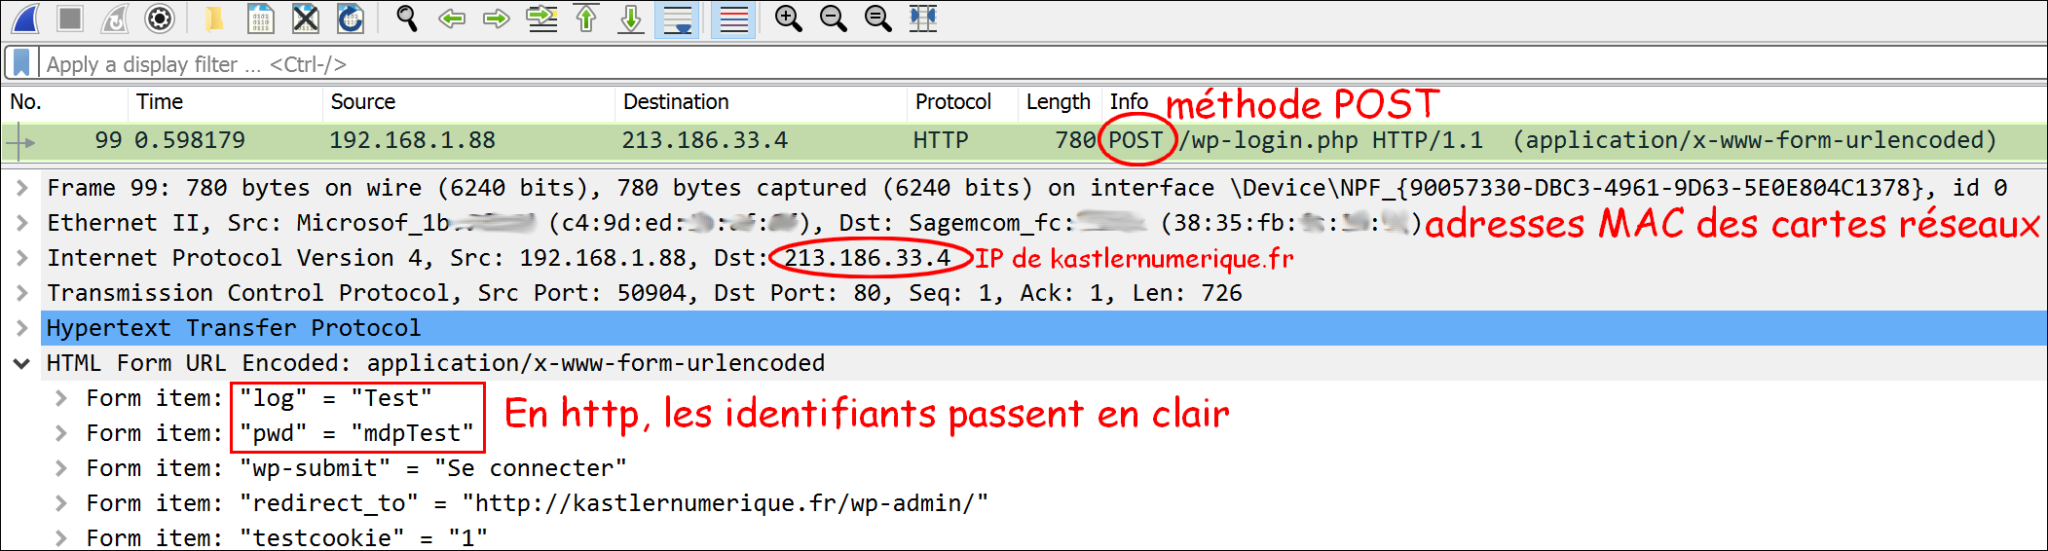 Apply a display filter ... <Ctrl-/>
No. Time Source Destination Protocol Length Info méthode POST
99 0.598179 192.168.1.88 213.186.33.4 HTTP 780 POST /wp-login.php HTTP/1.1 (application/x-www-form-urlencoded)
Frame 99: 780 bytes on wire (6240 bits), 780 bytes captured (6240 bits) on interface \Device\NPF_{90057330-DBC3-4961-9D63-5E0E804C1378}, id 0
Ethernet II, Src: Microsof_1b: (c4:9d:ed: ), Dst: Sagemcom_fc: (38:35:fb: ) adresses MAC des cartes réseaux
Internet Protocol Version 4, Src: 192.168.1.88, Dst: 213.186.33.4 IP de kastlernumerique.fr
Transmission Control Protocol, Src Port: 50904, Dst Port: 80, Seq: 1, Ack: 1, Len: 726
Hypertext Transfer Protocol
HTML Form URL Encoded: application/x-www-form-urlencoded
Form item: "log" = "Test"
En http, les identifiants passent en clair
Form item: "pwd" = "mdpTest"
Form item: "wp-submit" = "Se connecter"
Form item: "redirect_to" = "http://kastlernumerique.fr/wp-admin/"
Form item: "testcookie" = "1"